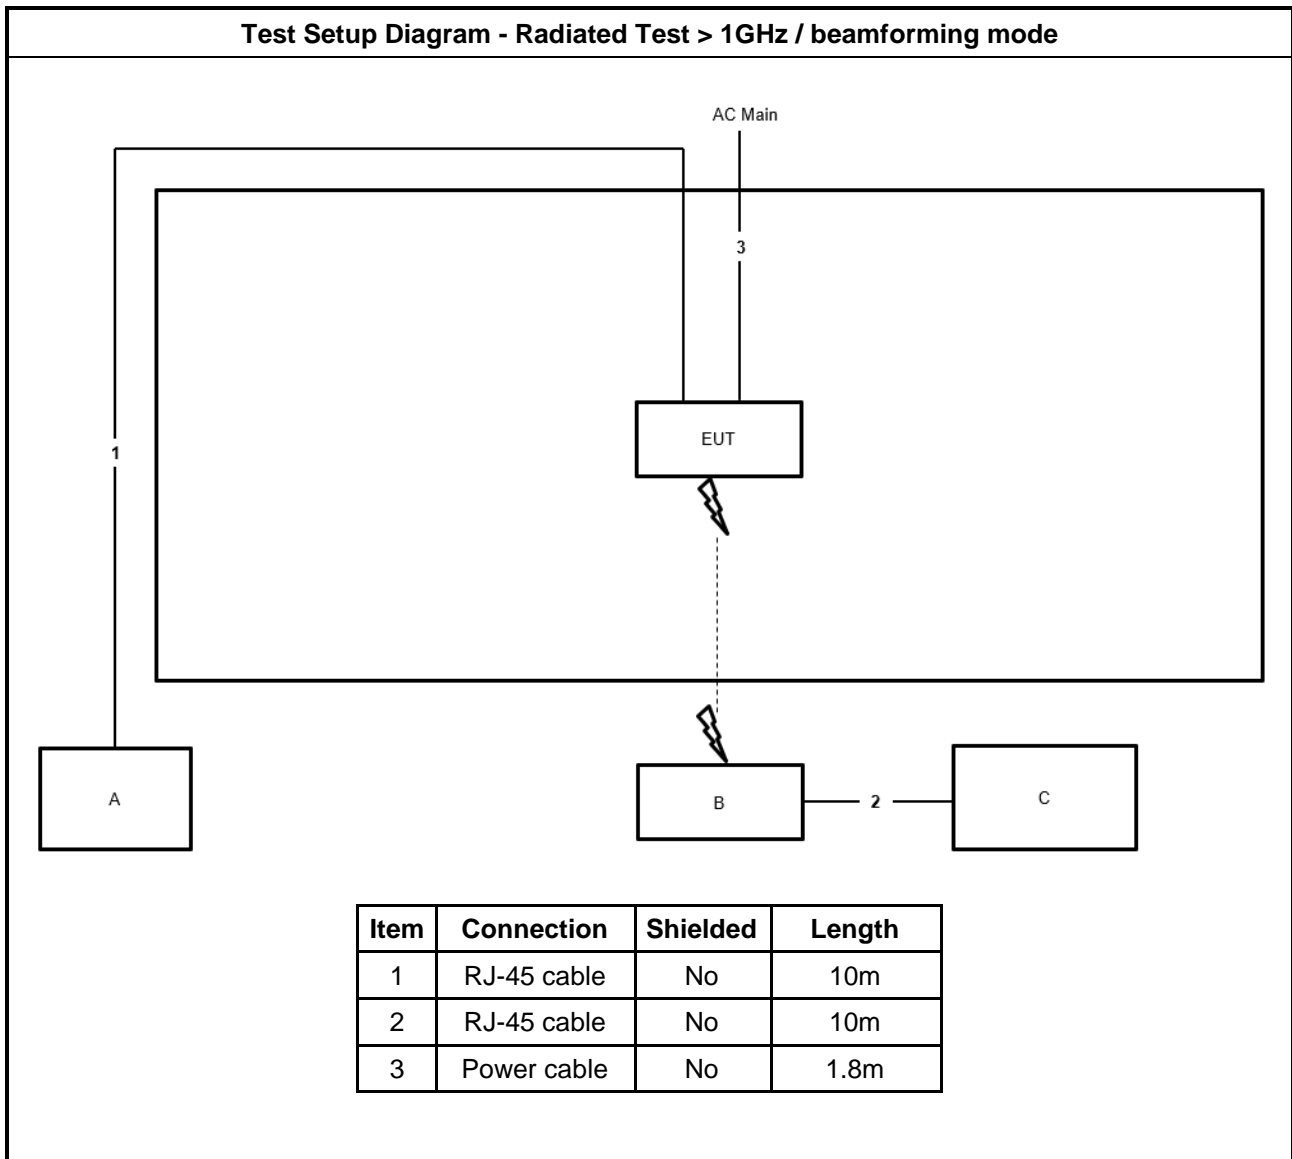 Test Setup Diagram - Radiated Test > 1GHz / beamforming mode
AC Main
3
EUT
1
A
B
2
C
Item Connection Shielded Length
1 RJ-45 cable No 10m
2 RJ-45 cable No 10m
3 Power cable No 1.8m